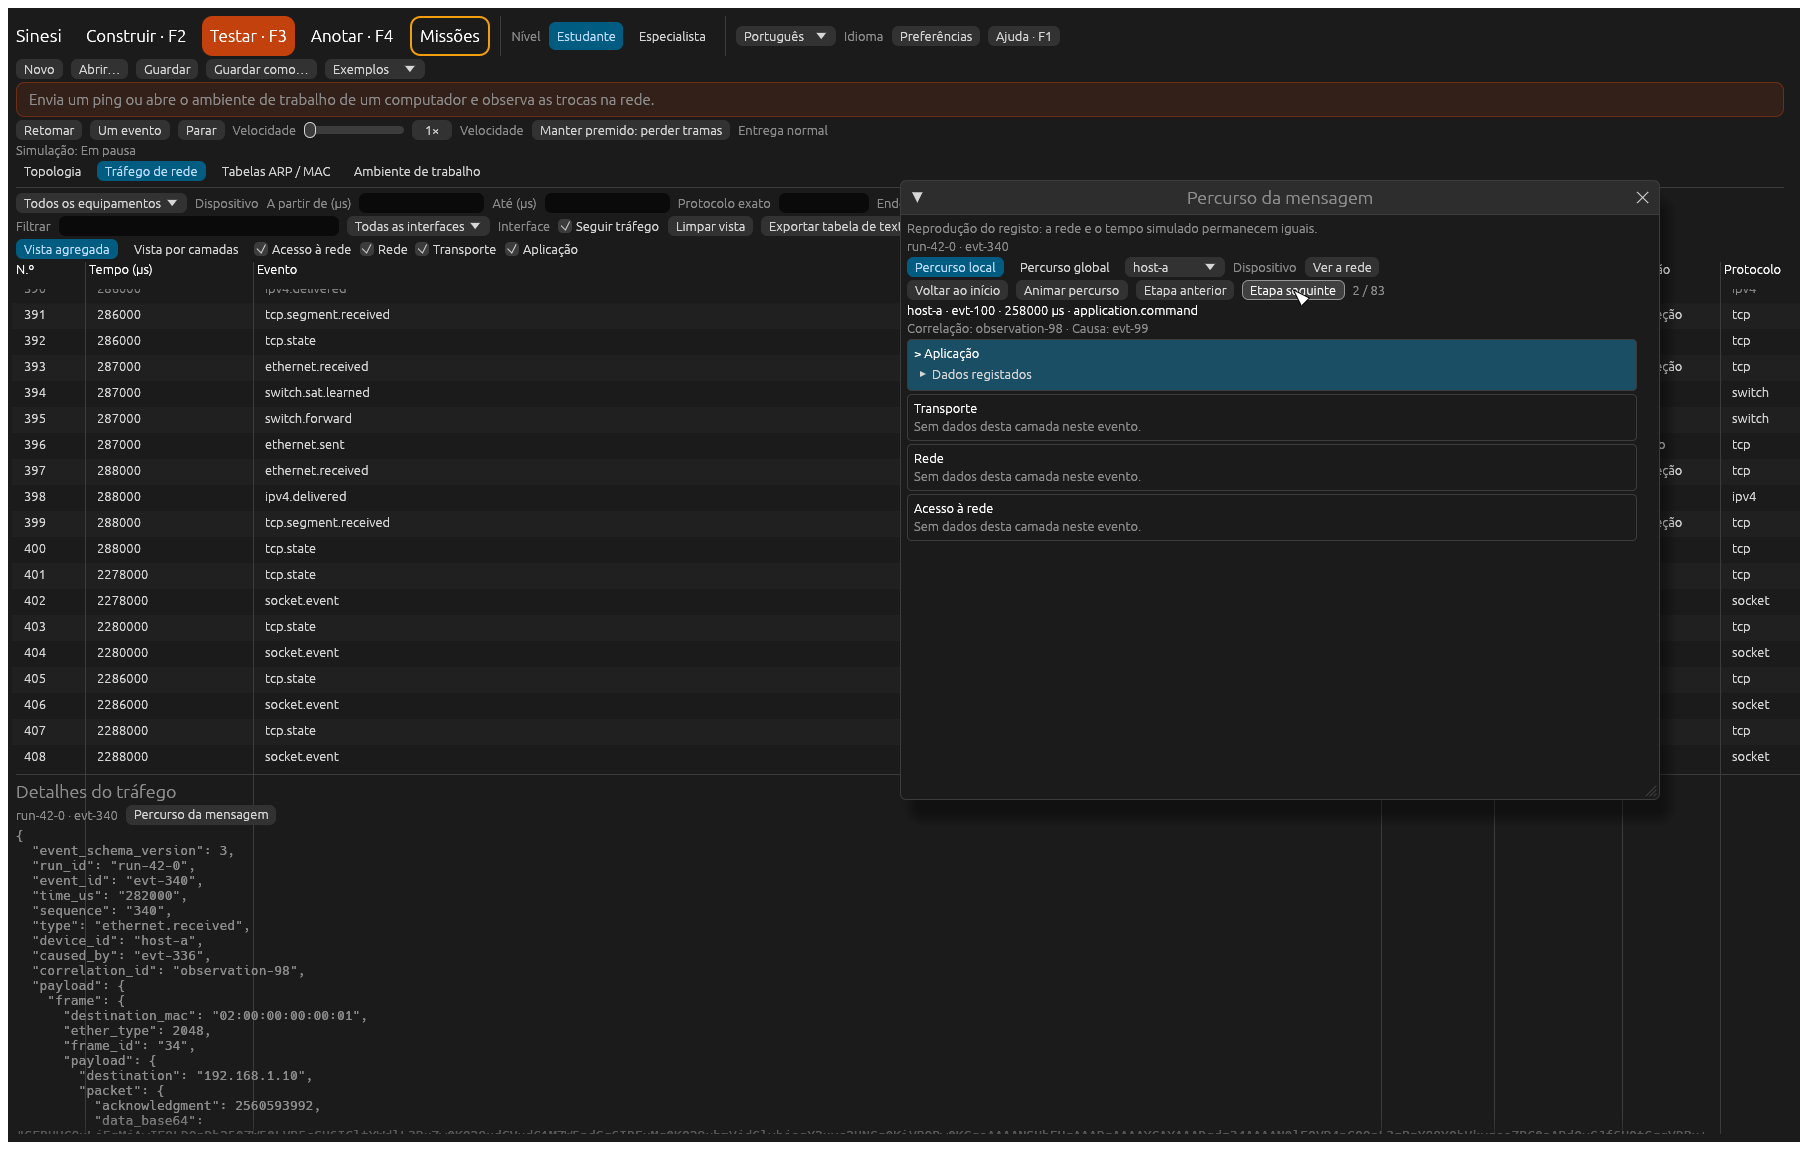 Sinesi Construir · F2 Testar · F3 Anotar · F4 Missões Nível Estudante Especialista Português Idioma Preferências Ajuda · F1
Novo Abrir... Guardar Guardar como... Exemplos
Envia um ping ou abre o ambiente de trabalho de um computador e observa as trocas na rede.
Retomar Um evento Parar Velocidade 1× Velocidade Manter premido: perder tramas Entrega normal
Simulação: Em pausa
Topologia Tráfego de rede Tabelas ARP / MAC Ambiente de trabalho
Todos os equipamentos Dispositivo A partir de (µs) Até (µs) Protocolo exato
Filtrar Todas as interfaces Interface Seguir tráfego Limpar vista Exportar tabela de
Vista agregada Vista por camadas Acesso à rede Rede Transporte Aplicação
N.º Tempo (µs) Evento Protocolo
390 286000 ipv4.delivered ipv4
391 286000 tcp.segment.received tcp
392 286000 tcp.state tcp
393 287000 ethernet.received tcp
394 287000 switch.sat.learned switch
395 287000 switch.forward switch
396 287000 ethernet.sent tcp
397 288000 ethernet.received tcp
398 288000 ipv4.delivered ipv4
399 288000 tcp.segment.received tcp
400 288000 tcp.state tcp
401 2278000 tcp.state tcp
402 2278000 socket.event socket
403 2280000 tcp.state tcp
404 2280000 socket.event socket
405 2286000 tcp.state tcp
406 2286000 socket.event socket
407 2288000 tcp.state tcp
408 2288000 socket.event socket
Percurso da mensagem
Reprodução do registo: a rede e o tempo simulado permanecem iguais.
run-42-0 · evt-340
Percurso local Percurso global host-a Dispositivo Ver a rede
Voltar ao início Animar percurso Etapa anterior Etapa seguinte 2 / 83
host-a · evt-100 · 258000 µs · application.command
Correlação: observation-98 · Causa: evt-99
> Aplicação
Dados registados
Transporte
Sem dados desta camada neste evento.
Rede
Sem dados desta camada neste evento.
Acesso à rede
Sem dados desta camada neste evento.
Detalhes do tráfego
run-42-0 · evt-340 Percurso da mensagem
{
"event_schema_version": 3,
"run_id": "run-42-0",
"event_id": "evt-340",
"time_us": "282000",
"sequence": "340",
"type": "ethernet.received",
"device_id": "host-a",
"caused_by": "evt-336",
"correlation_id": "observation-98",
"payload": {
"frame": {
"destination_mac": "02:00:00:00:00:01",
"ether_type": 2048,
"frame_id": "34",
"payload": {
"destination": "192.168.1.10",
"packet": {
"acknowledgment": 2560593992,
"data_base64":